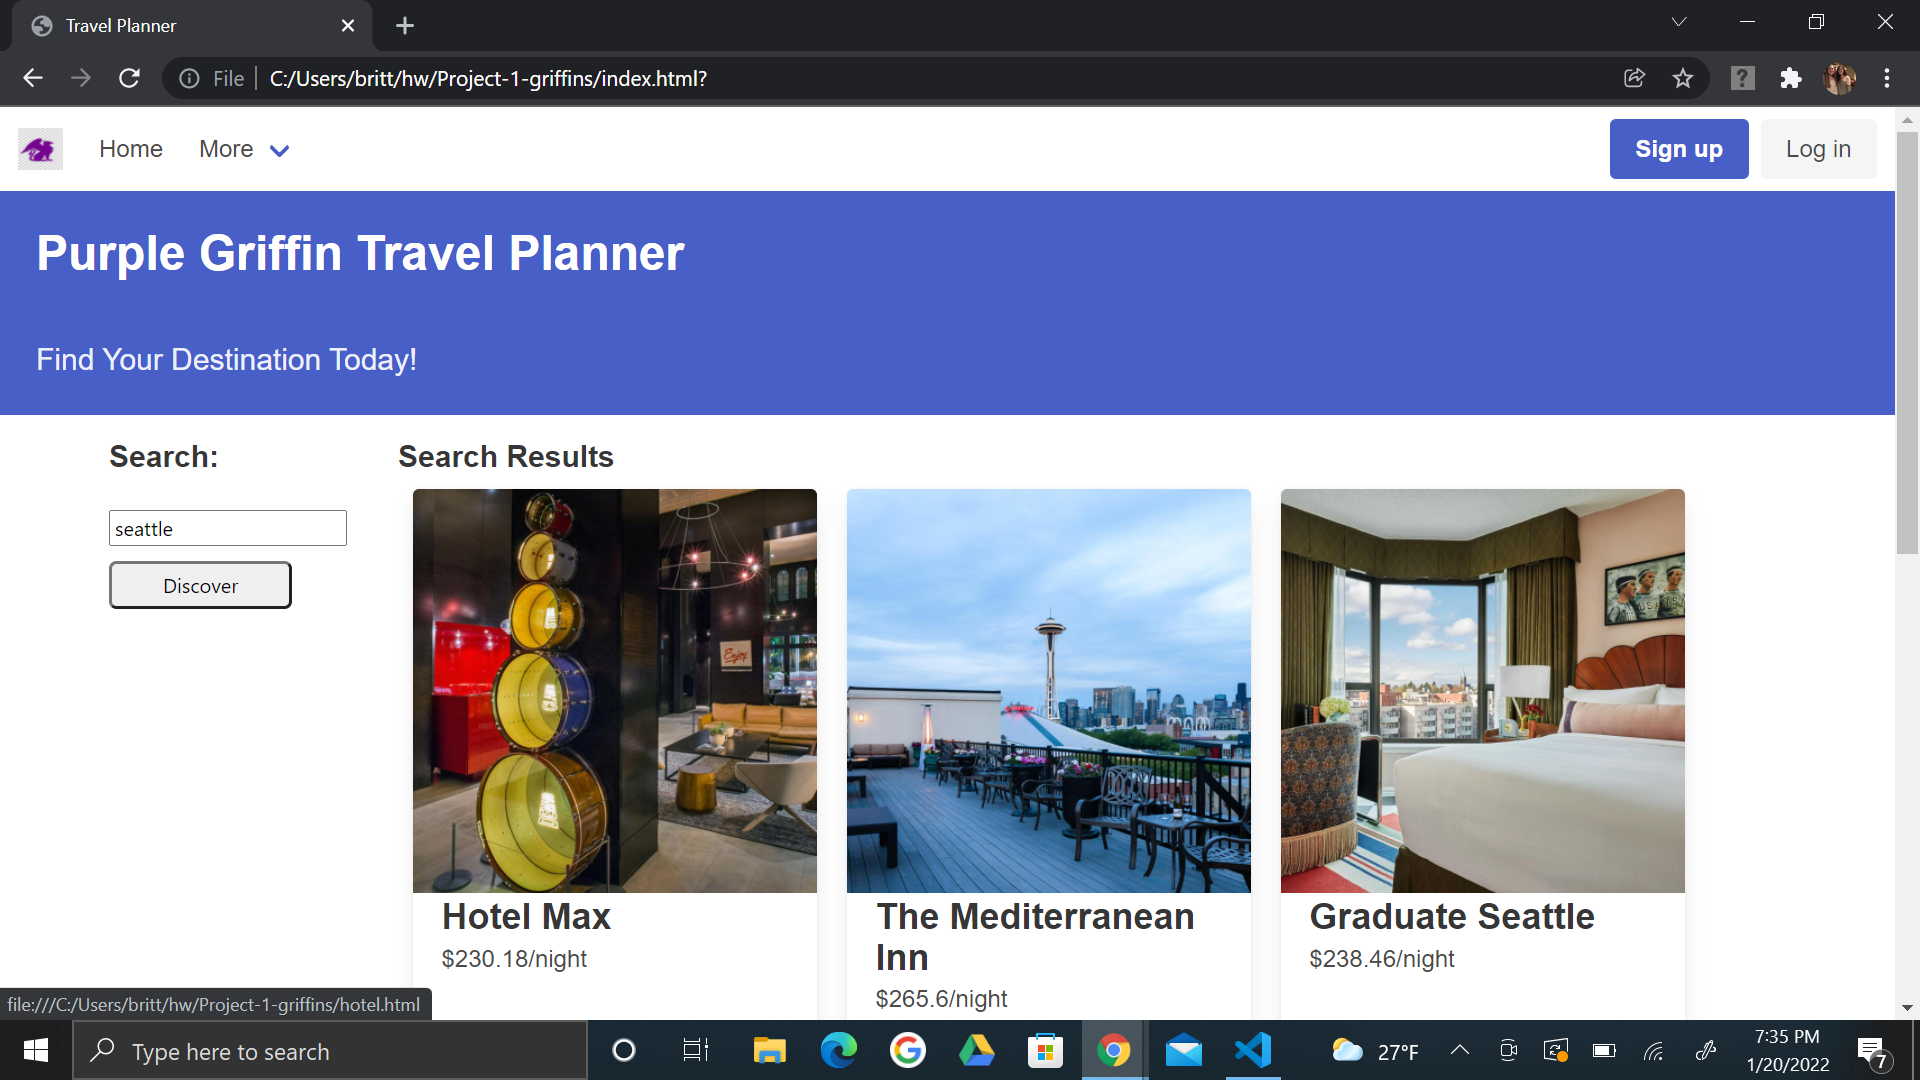 Travel Planner
File
C:/Users/britt/hw/Project-1-griffins/index.html?
Home
More
Sign up
Log in
Purple Griffin Travel Planner
Find Your Destination Today!
Search:
Search Results
seattle
Discover
Enjoy
Hotel Max
$230.18/night
The Mediterranean
Inn
$265.6/night
Graduate Seattle
$238.46/night
file:///C:/Users/britt/hw/Project-1-griffins/hotel.html
Type here to search
27°F
7:35 PM
1/20/2022
7